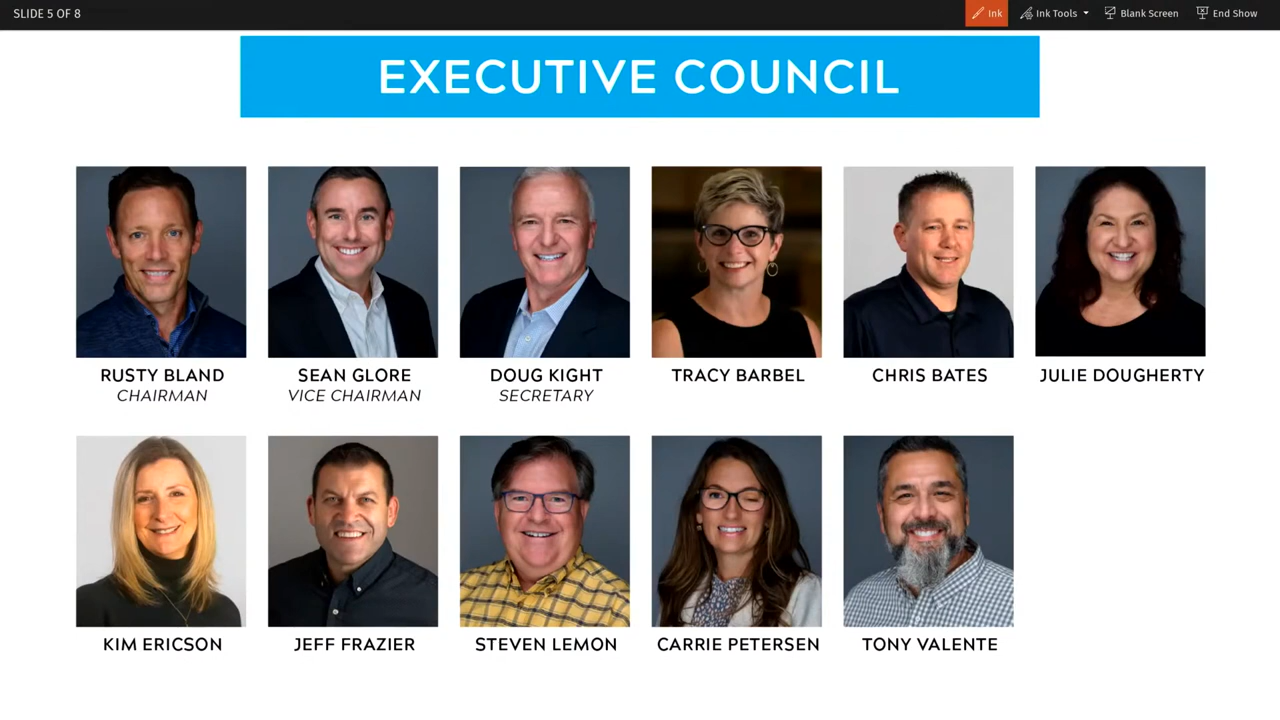 SLIDE 5 OF 8
Ink
Ink Tools
Blank Screen
End Show
EXECUTIVE COUNCIL
RUSTY BLAND
CHAIRMAN
SEAN GLORE
VICE CHAIRMAN
DOUG KIGHT
SECRETARY
TRACY BARBEL
CHRIS BATES
JULIE DOUGHERTY
KIM ERICSON
JEFF FRAZIER
STEVEN LEMON
CARRIE PETERSEN
TONY VALENTE